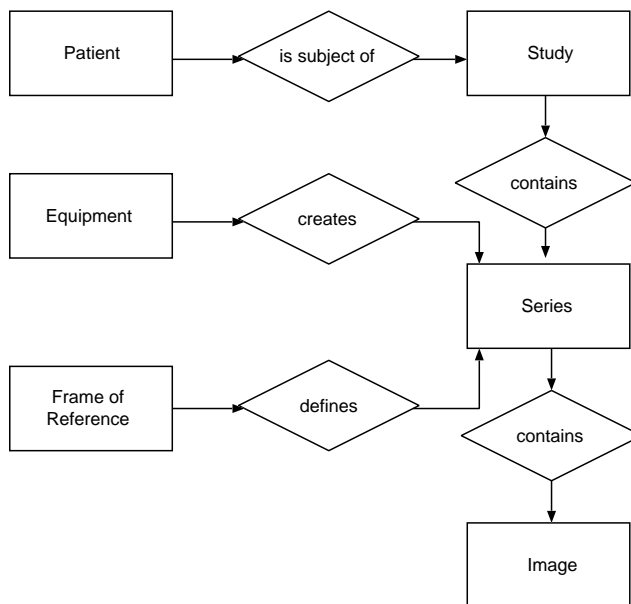 Patient
is subject of
Study
contains
Equipment
creates
Series
Frame of
Reference
defines
contains
Image